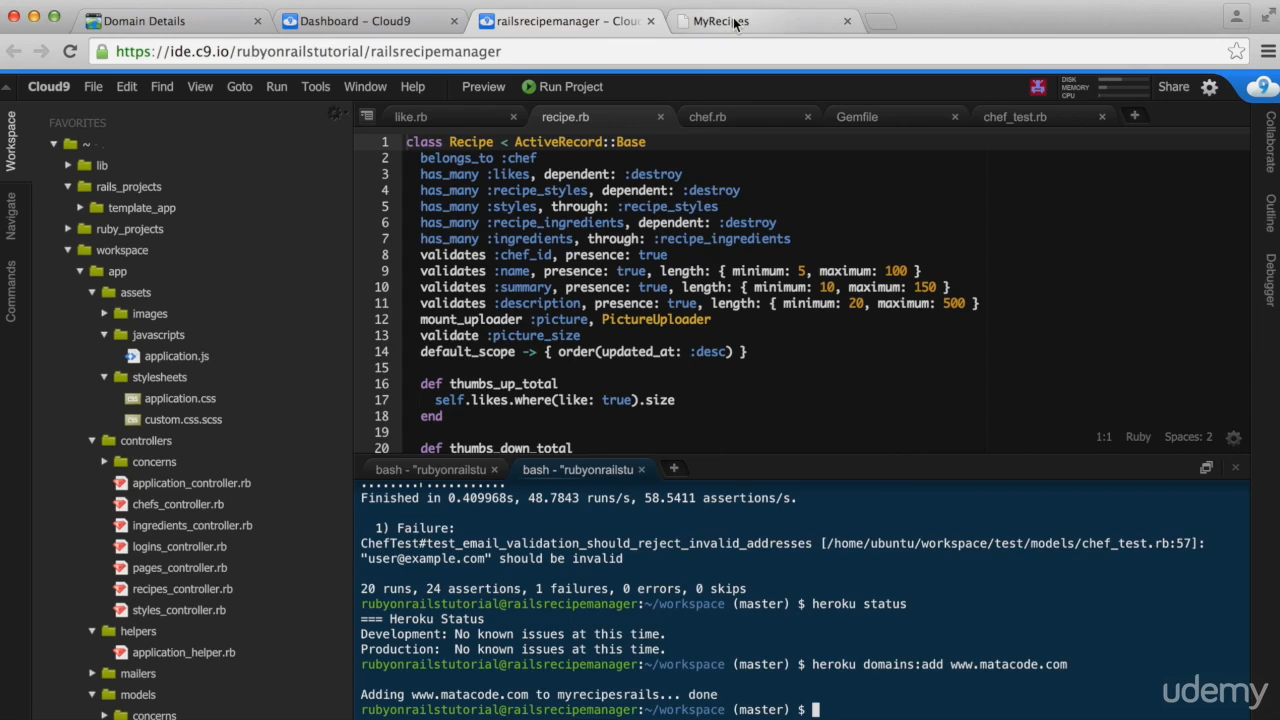 Domain Details
Dashboard – Cloud9
railsrecipemanager – Clou
MyRecipes
https://ide.c9.io/rubyonrailstutorial/railsrecipemanager
Cloud9 File Edit Find View Goto Run Tools Window Help Preview Run Project
DISK
MEMORY
CPU
Share
Workspace
Navigate
Commands
FAVORITES
~
lib
rails_projects
template_app
ruby_projects
workspace
app
assets
images
javascripts
application.js
stylesheets
application.css
custom.css.scss
controllers
concerns
application_controller.rb
chefs_controller.rb
ingredients_controller.rb
logins_controller.rb
pages_controller.rb
recipes_controller.rb
styles_controller.rb
helpers
application_helper.rb
mailers
models
concerns
like.rb
recipe.rb
chef.rb
Gemfile
chef_test.rb
1 class Recipe < ActiveRecord::Base
2 belongs_to :chef
3 has_many :likes, dependent: :destroy
4 has_many :recipe_styles, dependent: :destroy
5 has_many :styles, through: :recipe_styles
6 has_many :recipe_ingredients, dependent: :destroy
7 has_many :ingredients, through: :recipe_ingredients
8 validates :chef_id, presence: true
9 validates :name, presence: true, length: { minimum: 5, maximum: 100 }
10 validates :summary, presence: true, length: { minimum: 10, maximum: 150 }
11 validates :description, presence: true, length: { minimum: 20, maximum: 500 }
12 mount_uploader :picture, PictureUploader
13 validate :picture_size
14 default_scope -> { order(updated_at: :desc) }
15
16 def thumbs_up_total
17 self.likes.where(like: true).size
18 end
19
20 def thumbs_down_total
1:1 Ruby Spaces: 2
Collaborate
Outline
Debugger
bash - "rubyonrailstu
bash - "rubyonrailstu
Finished in 0.409968s, 48.7843 runs/s, 58.5411 assertions/s.
1) Failure:
ChefTest#test_email_validation_should_reject_invalid_addresses [/home/ubuntu/workspace/test/models/chef_test.rb:57]:
"user@example.com" should be invalid
20 runs, 24 assertions, 1 failures, 0 errors, 0 skips
rubyonrailstutorial@railsrecipemanager:~/workspace (master) $ heroku status
=== Heroku Status
Development: No known issues at this time.
Production: No known issues at this time.
rubyonrailstutorial@railsrecipemanager:~/workspace (master) $ heroku domains:add www.matacode.com
Adding www.matacode.com to myrecipesrails... done
rubyonrailstutorial@railsrecipemanager:~/workspace (master) $
udemy